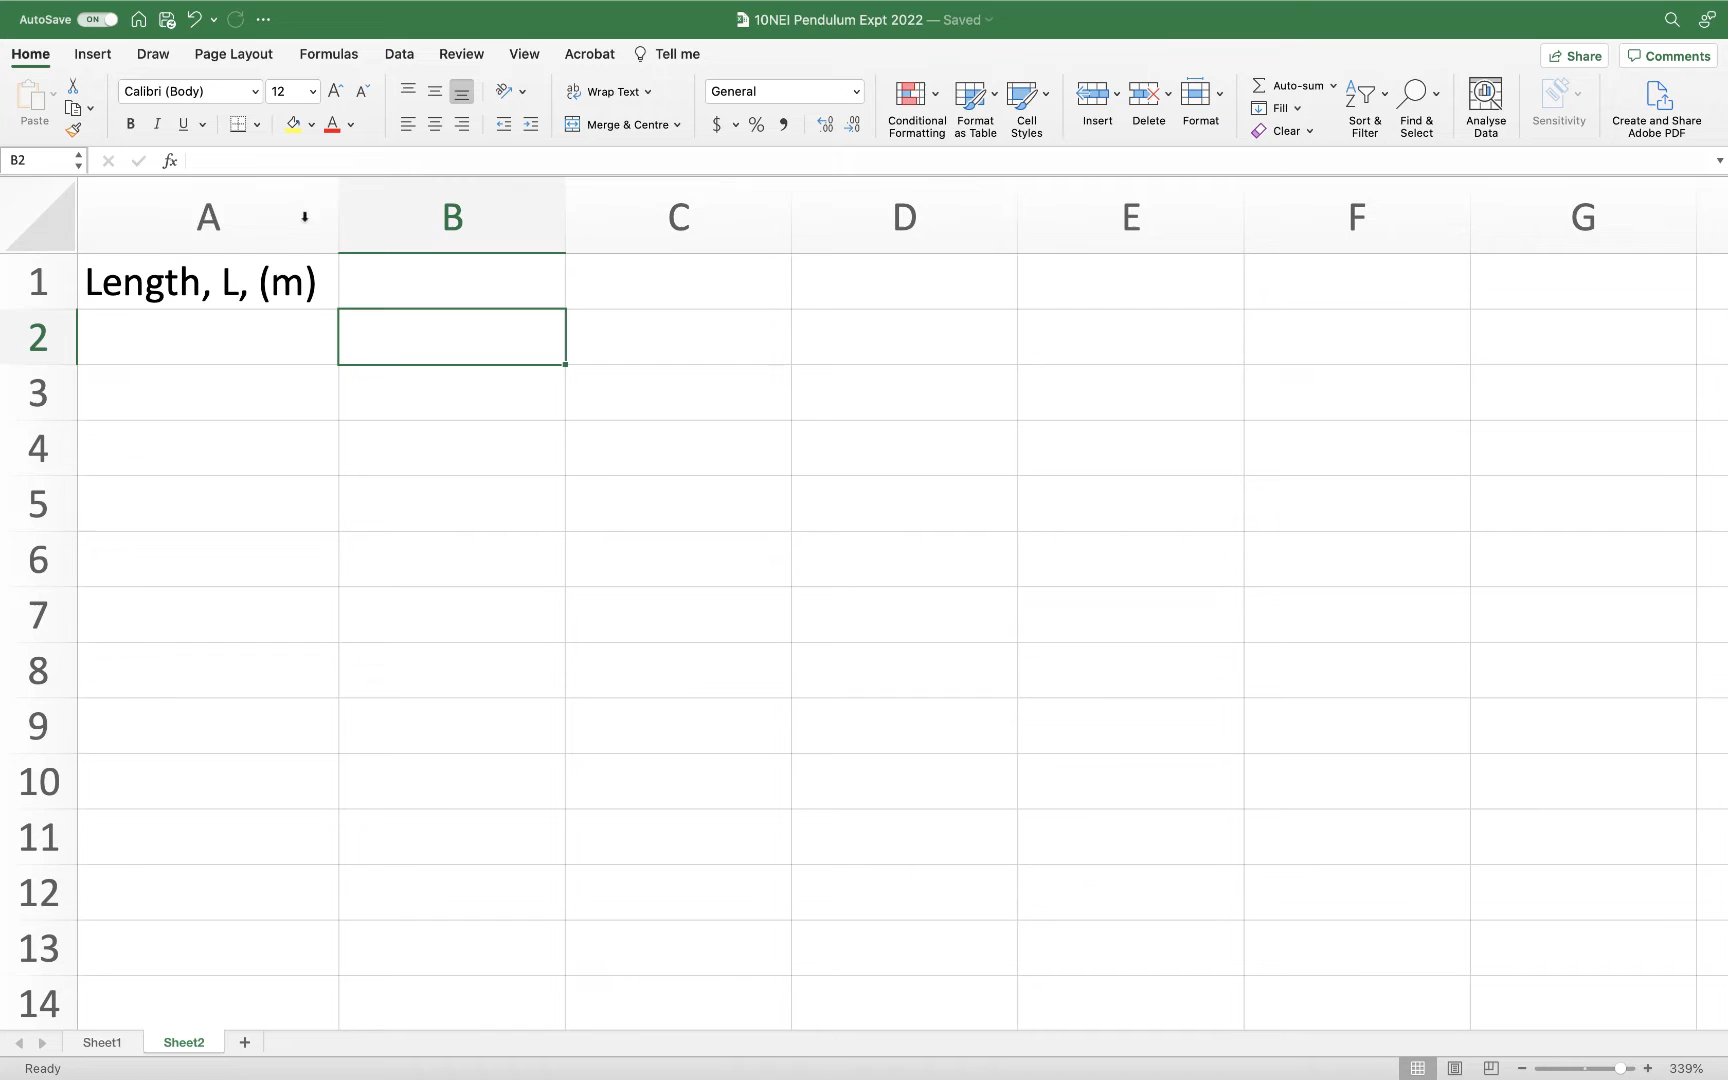 AutoSave ON 10NEI Pendulum Expt 2022 — Saved
Home Insert Draw Page Layout Formulas Data Review View Acrobat Tell me Share Comments
Paste
Calibri (Body) 12 A A
B I U A
ab Wrap Text
Merge & Centre
General
$ %
Conditional Formatting
Format as Table
Cell Styles
Insert
Delete
Format
Auto-sum
Fill
Clear
Sort & Filter
Find & Select
Analyse Data
Sensitivity
Create and Share Adobe PDF
B2 fx
A B C D E F G
1 Length, L, (m)
2
3
4
5
6
7
8
9
10
11
12
13
14
Sheet1 Sheet2 +
Ready 339%